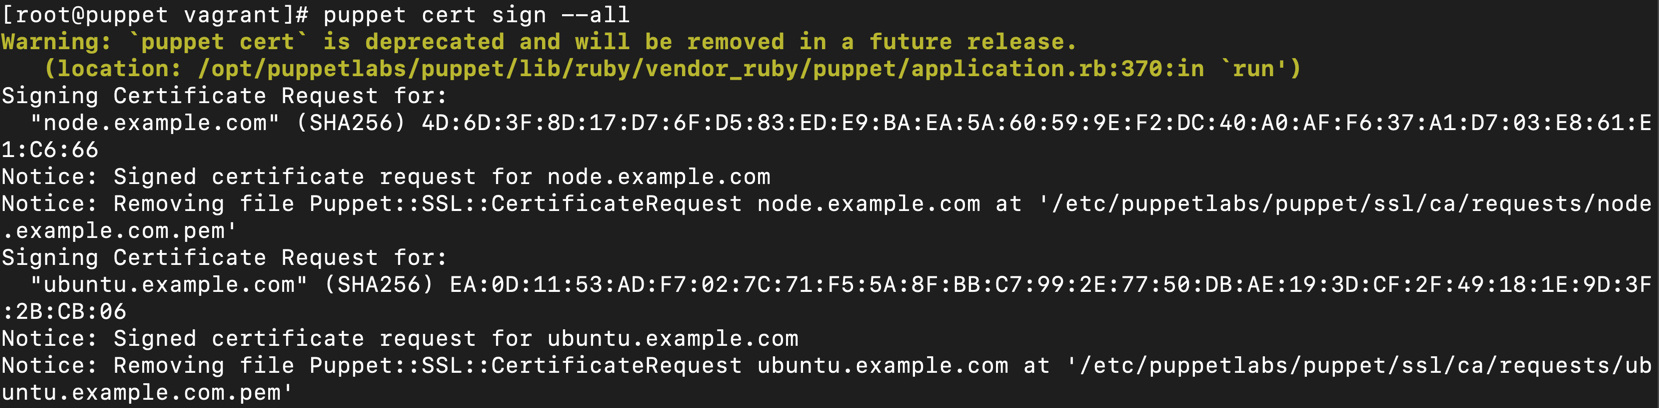 [root@puppet vagrant]# puppet cert sign --all
Warning: `puppet cert` is deprecated and will be removed in a future release.
   (location: /opt/puppetlabs/puppet/lib/ruby/vendor_ruby/puppet/application.rb:370:in `run')
Signing Certificate Request for:
  "node.example.com" (SHA256) 4D:6D:3F:8D:17:D7:6F:D5:83:ED:E9:BA:EA:5A:60:59:9E:F2:DC:40:A0:AF:F6:37:A1:D7:03:E8:61:E
1:C6:66
Notice: Signed certificate request for node.example.com
Notice: Removing file Puppet::SSL::CertificateRequest node.example.com at '/etc/puppetlabs/puppet/ssl/ca/requests/node
.example.com.pem'
Signing Certificate Request for:
  "ubuntu.example.com" (SHA256) EA:0D:11:53:AD:F7:02:7C:71:F5:5A:8F:BB:C7:99:2E:77:50:DB:AE:19:3D:CF:2F:49:18:1E:9D:3F
:2B:CB:06
Notice: Signed certificate request for ubuntu.example.com
Notice: Removing file Puppet::SSL::CertificateRequest ubuntu.example.com at '/etc/puppetlabs/puppet/ssl/ca/requests/ub
untu.example.com.pem'